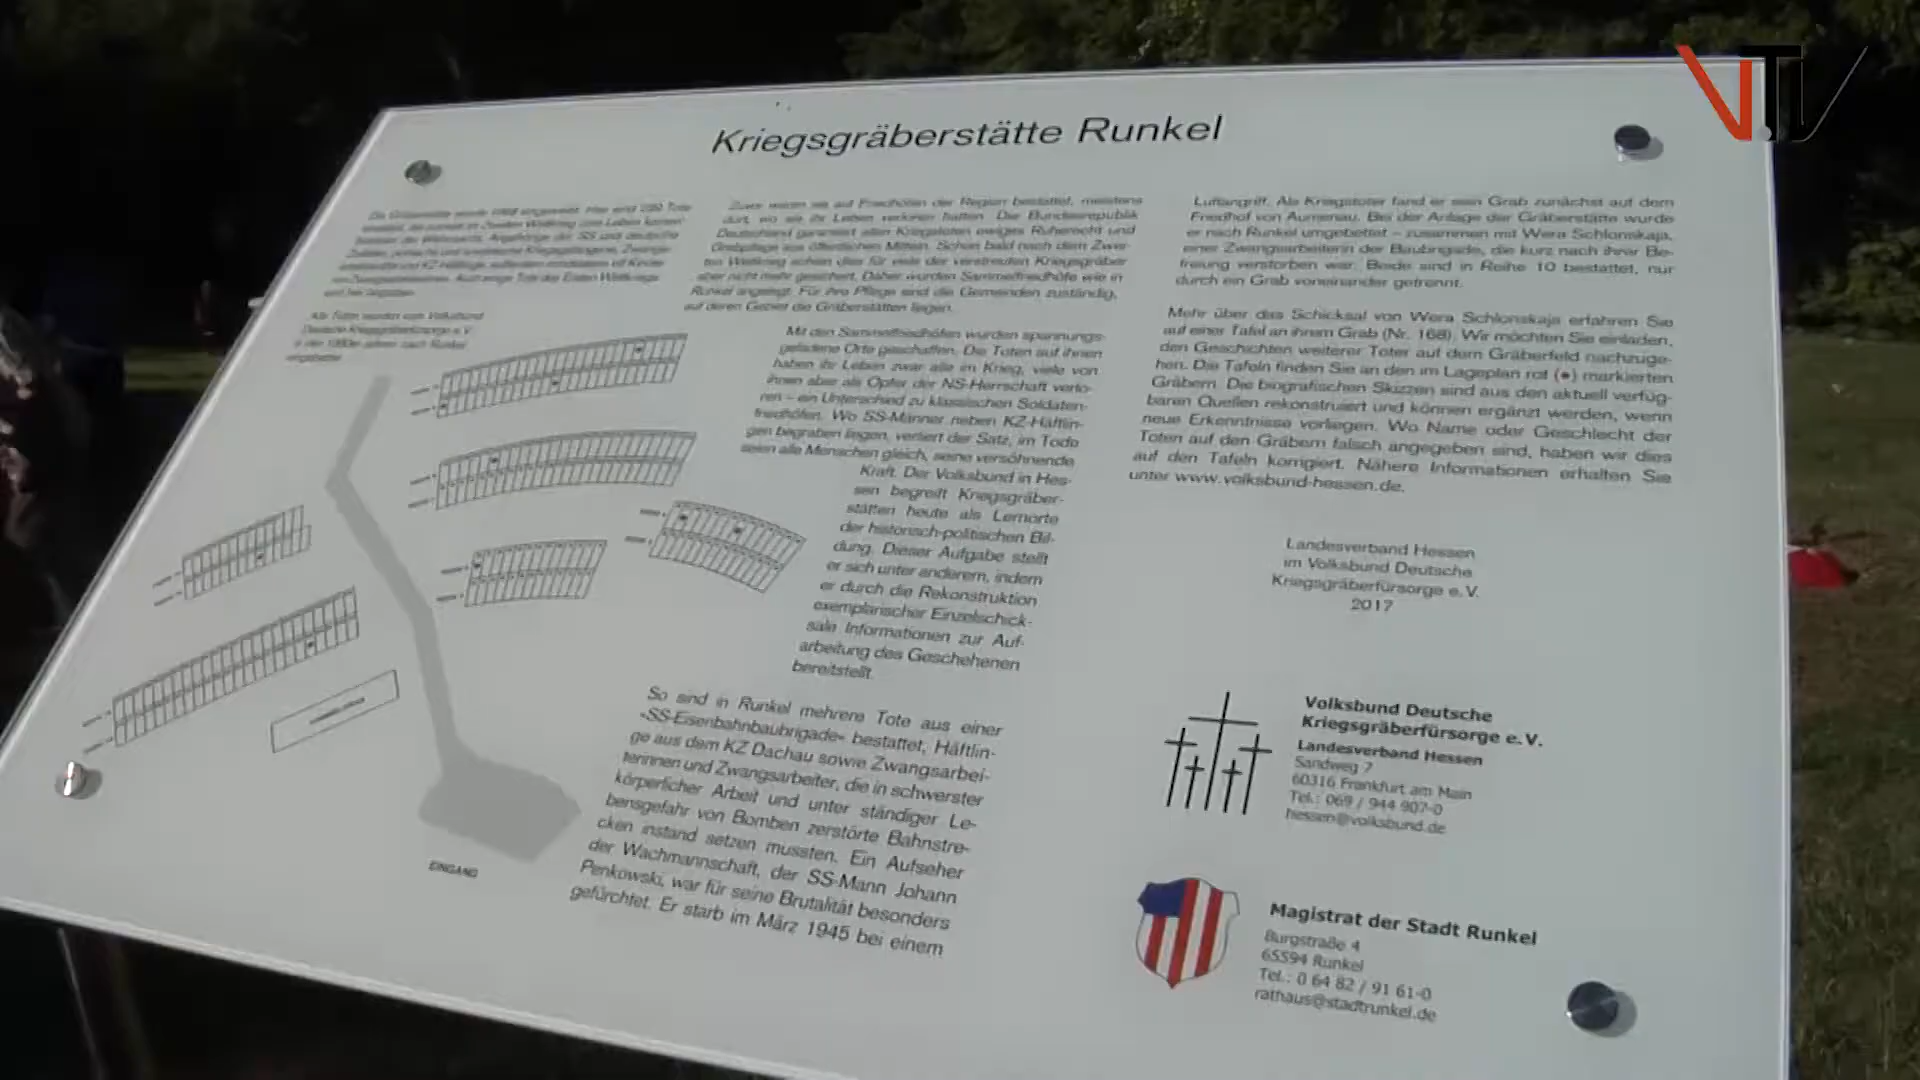 Kriegsgräberstätte Runkel
Alle Toten wurden vom Volksbund
Deutsche Kriegsgräberfürsorge e.V.
in den Jahren nach Runkel
EINGANG
Zwar waren sie auf Friedhöfen der Region bestattet, meistens
dort, wo sie ihr Leben verloren hatten. Die Bundesrepublik
Deutschland garantiert allen Kriegstoten ewiges Ruherecht und
Grabpflege aus öffentlichen Mitteln. Schon bald nach dem Zwei-
ten Weltkrieg schien dies für viele der verstreuten Kriegsgräber
aber nicht mehr gesichert. Daher wurden Sammelfriedhöfe wie in
Runkel angelegt. Für ihre Pflege sind die Gemeinden zuständig,
auf deren Gebiet die Gräberstätten liegen.
Mit den Sammelfriedhöfen wurden spannungs-
geladene Orte geschaffen. Die Toten auf ihnen
haben ihr Leben zwar alle im Krieg, viele von
ihnen aber als Opfer der NS-Herrschaft verlo-
ren – ein Unterschied zu klassischen Soldaten-
friedhöfen. Wo SS-Männer neben KZ-Häftlin-
gen begraben liegen, verliert der Satz, im Tode
seien alle Menschen gleich, seine versöhnende
Kraft. Der Volksbund in Hes-
sen begreift Kriegsgräber-
stätten heute als Lernorte
der historisch-politischen Bil-
dung. Dieser Aufgabe stellt
er sich unter anderem, indem
er durch die Rekonstruktion
exemplarischer Einzelschick-
sale Informationen zur Auf-
arbeitung des Geschehenen
bereitstellt.
So sind in Runkel mehrere Tote aus einer
»SS-Eisenbahnbaubrigade« bestattet, Häftlin-
ge aus dem KZ Dachau sowie Zwangsarbei-
terinnen und Zwangsarbeiter, die in schwerster
körperlicher Arbeit und unter ständiger Le-
bensgefahr von Bomben zerstörte Bahnstre-
cken instand setzen mussten. Ein Aufseher
der Wachmannschaft, der SS-Mann Johann
Penkowski, war für seine Brutalität besonders
gefürchtet. Er starb im März 1945 bei einem
Luftangriff. Als Kriegstoter fand er sein Grab zunächst auf dem
Friedhof von Aumenau. Bei der Anlage der Gräberstätte wurde
er nach Runkel umgebettet – zusammen mit Wera Schlonskaja,
einer Zwangsarbeiterin der Baubrigade, die kurz nach ihrer Be-
freiung verstorben war. Beide sind in Reihe 10 bestattet, nur
durch ein Grab voneinander getrennt.
Mehr über das Schicksal von Wera Schlonskaja erfahren Sie
auf einer Tafel an ihrem Grab (Nr. 168). Wir möchten Sie einladen,
den Geschichten weiterer Toter auf dem Gräberfeld nachzuge-
hen. Die Tafeln finden Sie an den im Lageplan rot (●) markierten
Gräbern. Die biografischen Skizzen sind aus den aktuell verfüg-
baren Quellen rekonstruiert und können ergänzt werden, wenn
neue Erkenntnisse vorliegen. Wo Name oder Geschlecht der
Toten auf den Gräbern falsch angegeben sind, haben wir dies
auf den Tafeln korrigiert. Nähere Informationen erhalten Sie
unter www.volksbund-hessen.de.
Landesverband Hessen
im Volksbund Deutsche
Kriegsgräberfürsorge e.V.
2017
Volksbund Deutsche
Kriegsgräberfürsorge e.V.
Landesverband Hessen
Sandweg 7
60316 Frankfurt am Main
Tel.: 069 / 944 907-0
hessen@volksbund.de
Magistrat der Stadt Runkel
Burgstraße 4
65594 Runkel
Tel.: 0 64 82 / 91 61-0
rathaus@stadtrunkel.de
V.TV